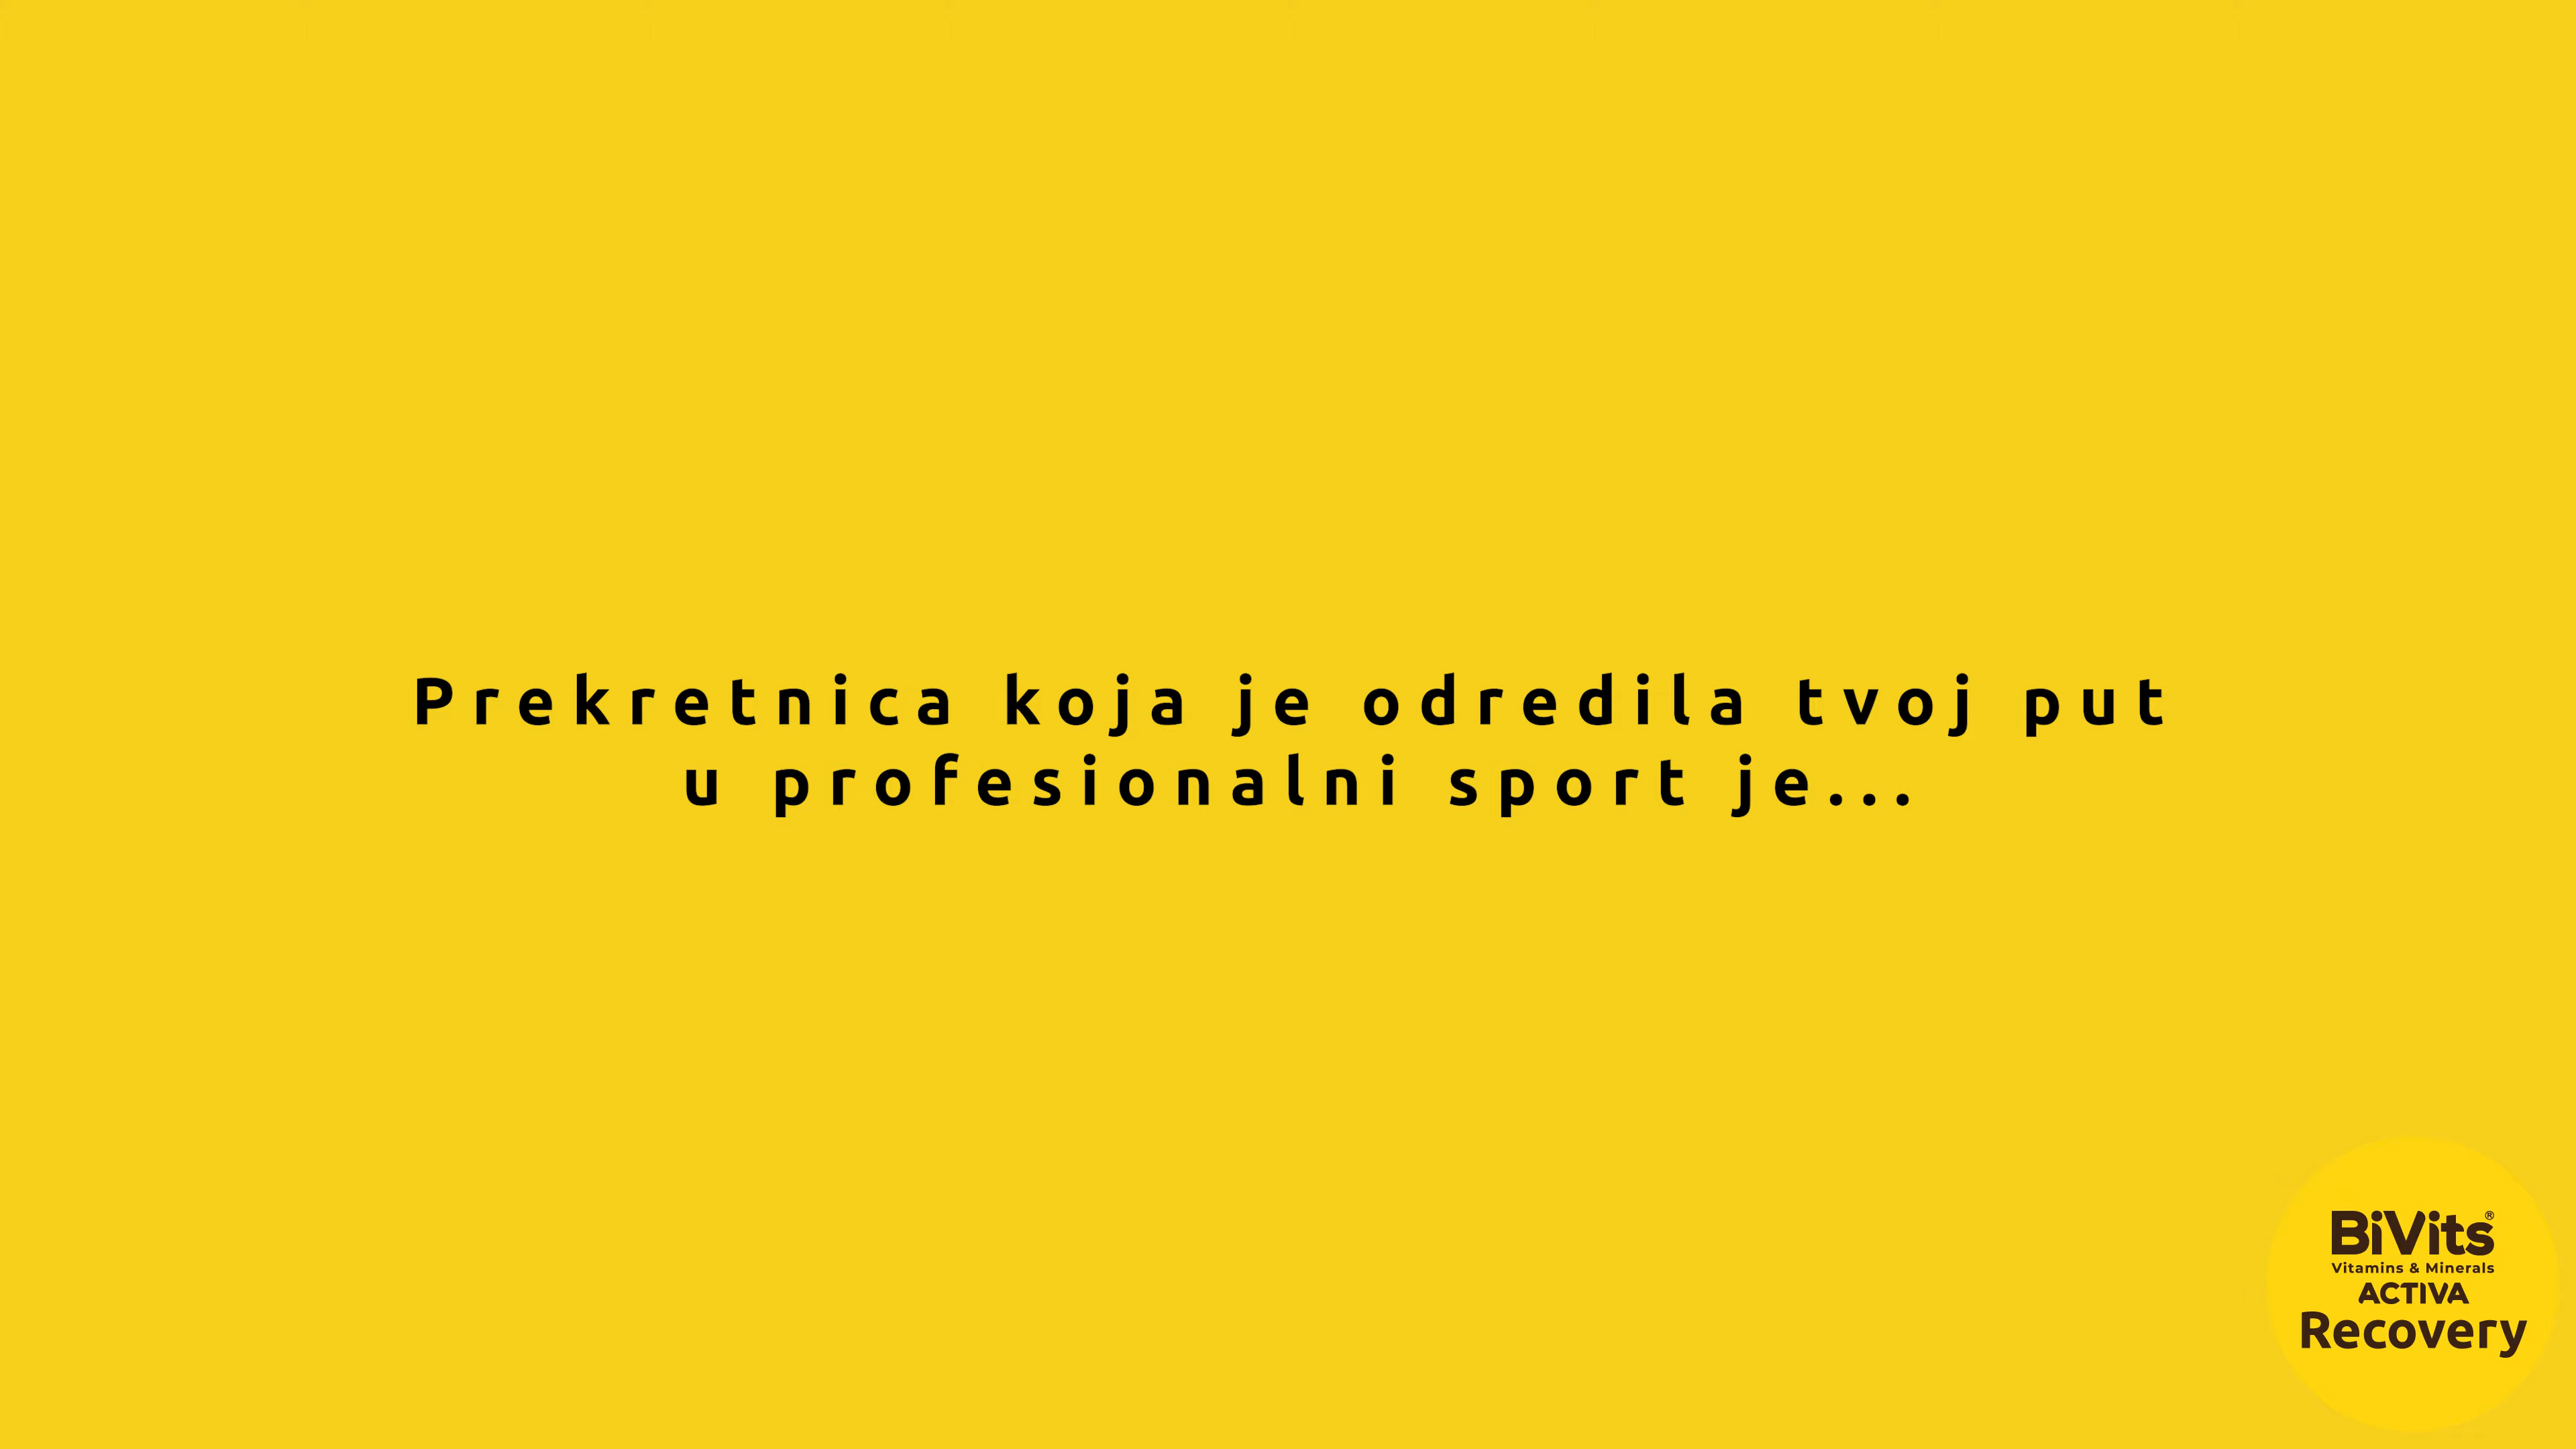 Prekretnica koja je odredila tvoj put
u profesionalni sport je...
BiVits®
Vitamins & Minerals
ACTIVA
Recovery